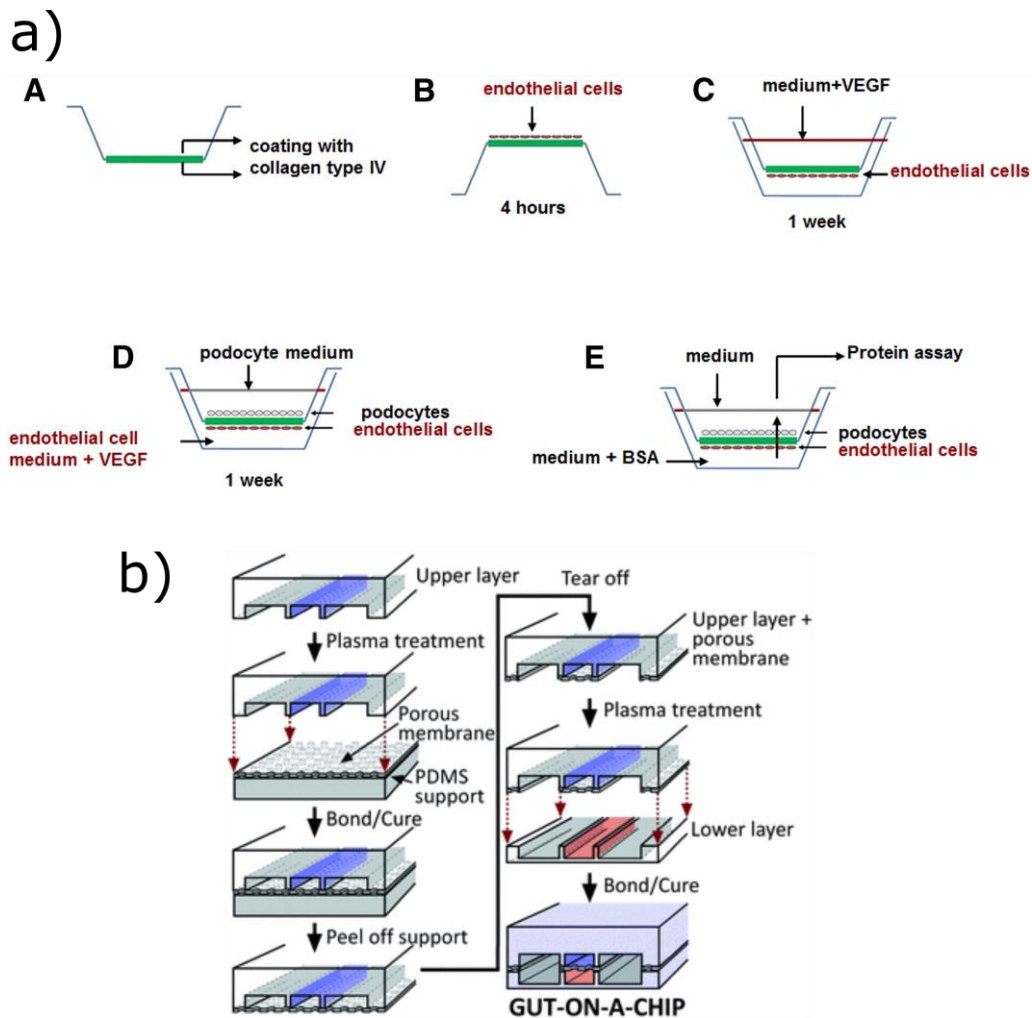 a)
A
coating with
collagen type IV
B
endothelial cells
4 hours
C
medium+VEGF
endothelial cells
1 week
D
podocyte medium
podocytes
endothelial cells
endothelial cell
medium + VEGF
1 week
E
medium
Protein assay
podocytes
endothelial cells
medium + BSA
b)
Upper layer
Plasma treatment
Porous
membrane
PDMS
support
Bond/Cure
Peel off support
Tear off
Upper layer +
porous
membrane
Plasma treatment
Lower layer
Bond/Cure
GUT-ON-A-CHIP